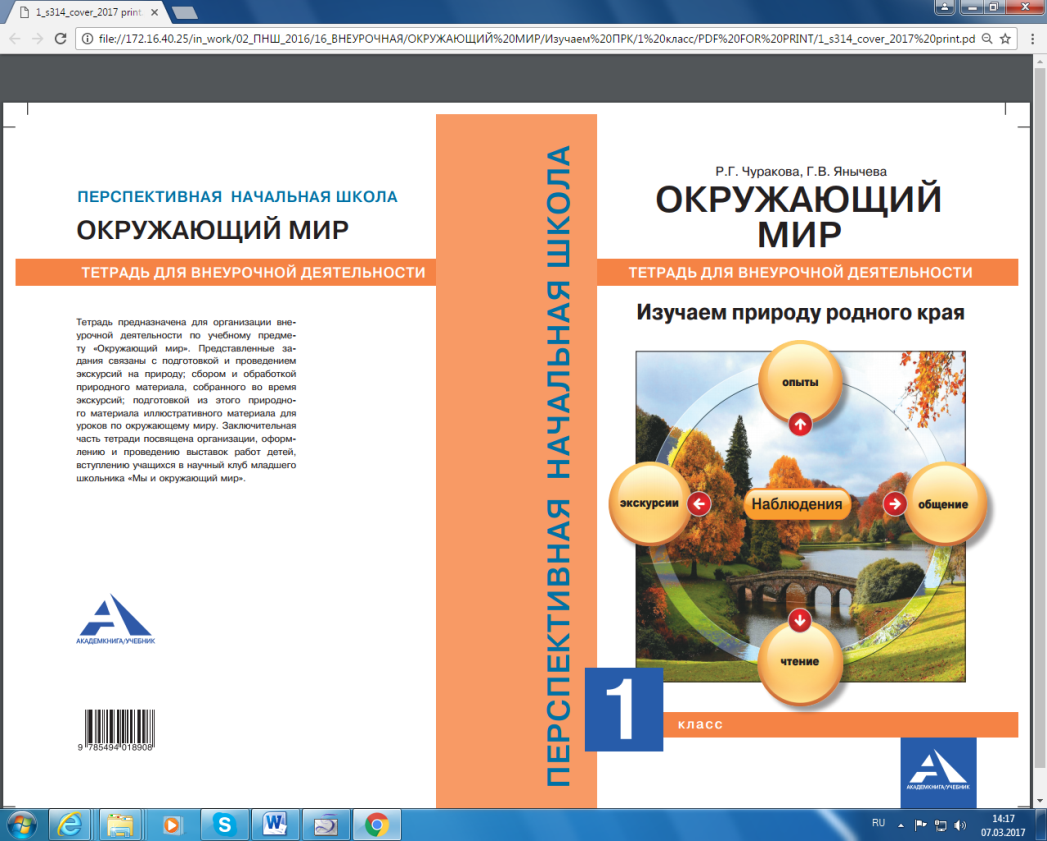 1_s314_cover_2017 print
file://172.16.40.25/in_work/02_ПНШ_2016/16_ВНЕУРОЧНАЯ/ОКРУЖАЮЩИЙ%20МИР/Изучаем%20ПРК/1%20класс/PDF%20FOR%20PRINT/1_s314_cover_2017%20print.pd
ПЕРСПЕКТИВНАЯ НАЧАЛЬНАЯ ШКОЛА
ОКРУЖАЮЩИЙ МИР
ТЕТРАДЬ ДЛЯ ВНЕУРОЧНОЙ ДЕЯТЕЛЬНОСТИ
Тетрадь предназначена для организации вне-
урочной деятельности по учебному предме-
ту «Окружающий мир». Представленные за-
дания связаны с подготовкой и проведением
экскурсий на природу; сбором и обработкой
природного материала, собранного во время
экскурсий; подготовкой из этого природно-
го материала иллюстративного материала для
уроков по окружающему миру. Заключительная
часть тетради посвящена организации, оформ-
лению и проведению выставок работ детей,
вступлению учащихся в научный клуб младшего
школьника «Мы и окружающий мир».
АКАДЕМКНИГА/УЧЕБНИК
9 785494 018908
ПЕРСПЕКТИВНАЯ НАЧАЛЬНАЯ ШКОЛА
Р.Г. Чуракова, Г.В. Янычева
ОКРУЖАЮЩИЙ
МИР
ТЕТРАДЬ ДЛЯ ВНЕУРОЧНОЙ ДЕЯТЕЛЬНОСТИ
Изучаем природу родного края
опыты
экскурсии
Наблюдения
общение
чтение
1
класс
АКАДЕМКНИГА/УЧЕБНИК
RU
14:17
07.03.2017